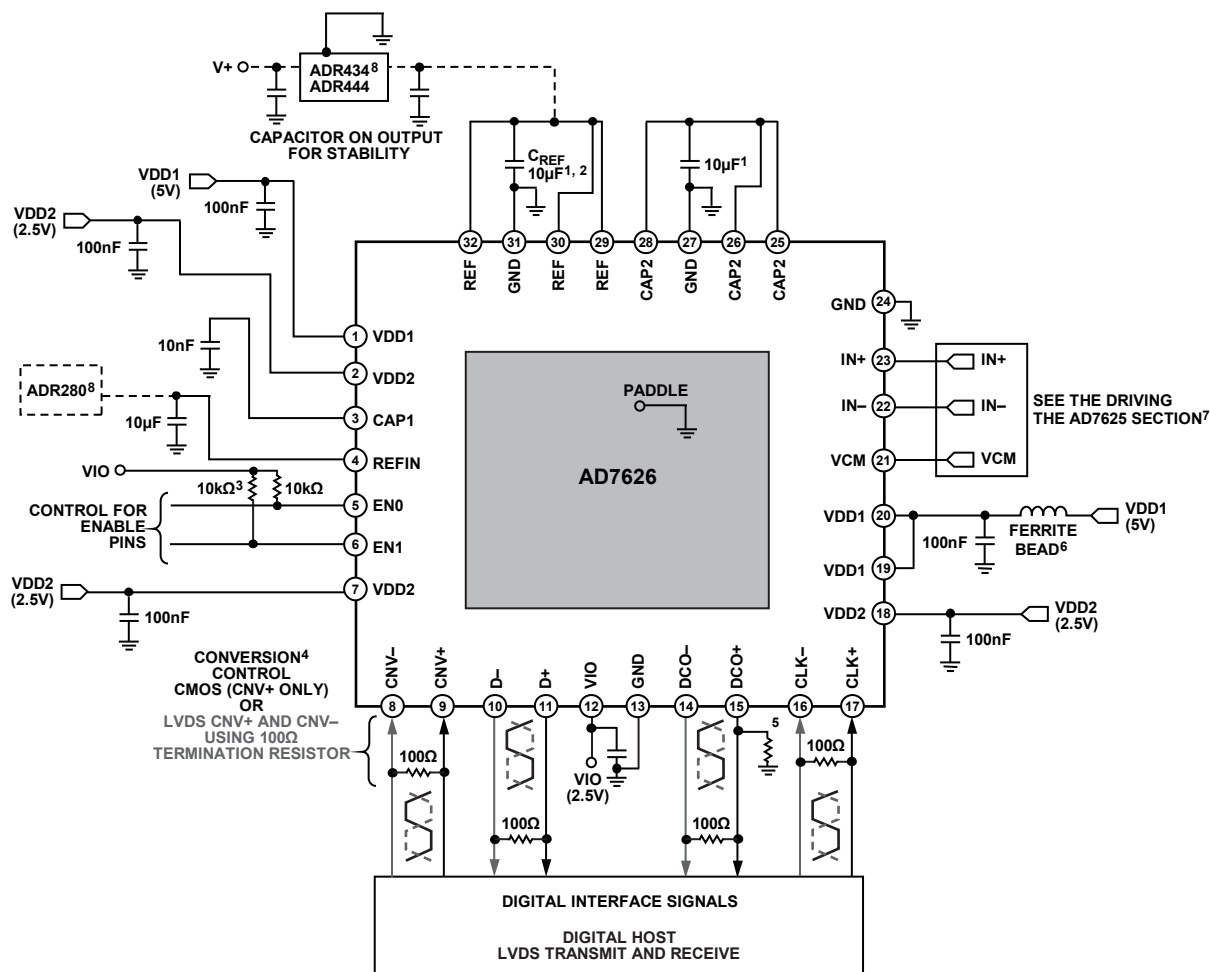 V+
ADR434⁸
ADR444
CAPACITOR ON OUTPUT
FOR STABILITY
CREF
10µF¹, ²
10µF¹
VDD1
(5V)
100nF
VDD2
(2.5V)
100nF
32
31
30
29
28
27
26
25
REF
GND
REF
REF
CAP2
GND
CAP2
CAP2
10nF
ADR280⁸
10µF
VIO
10kΩ³
10kΩ
CONTROL FOR
ENABLE
PINS
VDD2
(2.5V)
100nF
1 VDD1
2 VDD2
3 CAP1
4 REFIN
5 EN0
6 EN1
7 VDD2
PADDLE
AD7626
GND 24
IN+ 23
IN– 22
VCM 21
VDD1 20
VDD1 19
VDD2 18
IN+
IN–
VCM
SEE THE DRIVING
THE AD7625 SECTION⁷
100nF
FERRITE
BEAD⁶
VDD1
(5V)
100nF
VDD2
(2.5V)
CONVERSION⁴
CONTROL
CMOS (CNV+ ONLY)
OR
LVDS CNV+ AND CNV–
USING 100Ω
TERMINATION RESISTOR
CNV–
CNV+
D–
D+
VIO
GND
DCO–
DCO+
CLK–
CLK+
8
9
10
11
12
13
14
15
16
17
5
100Ω
VIO
(2.5V)
100Ω
100Ω
100Ω
DIGITAL INTERFACE SIGNALS
DIGITAL HOST
LVDS TRANSMIT AND RECEIVE